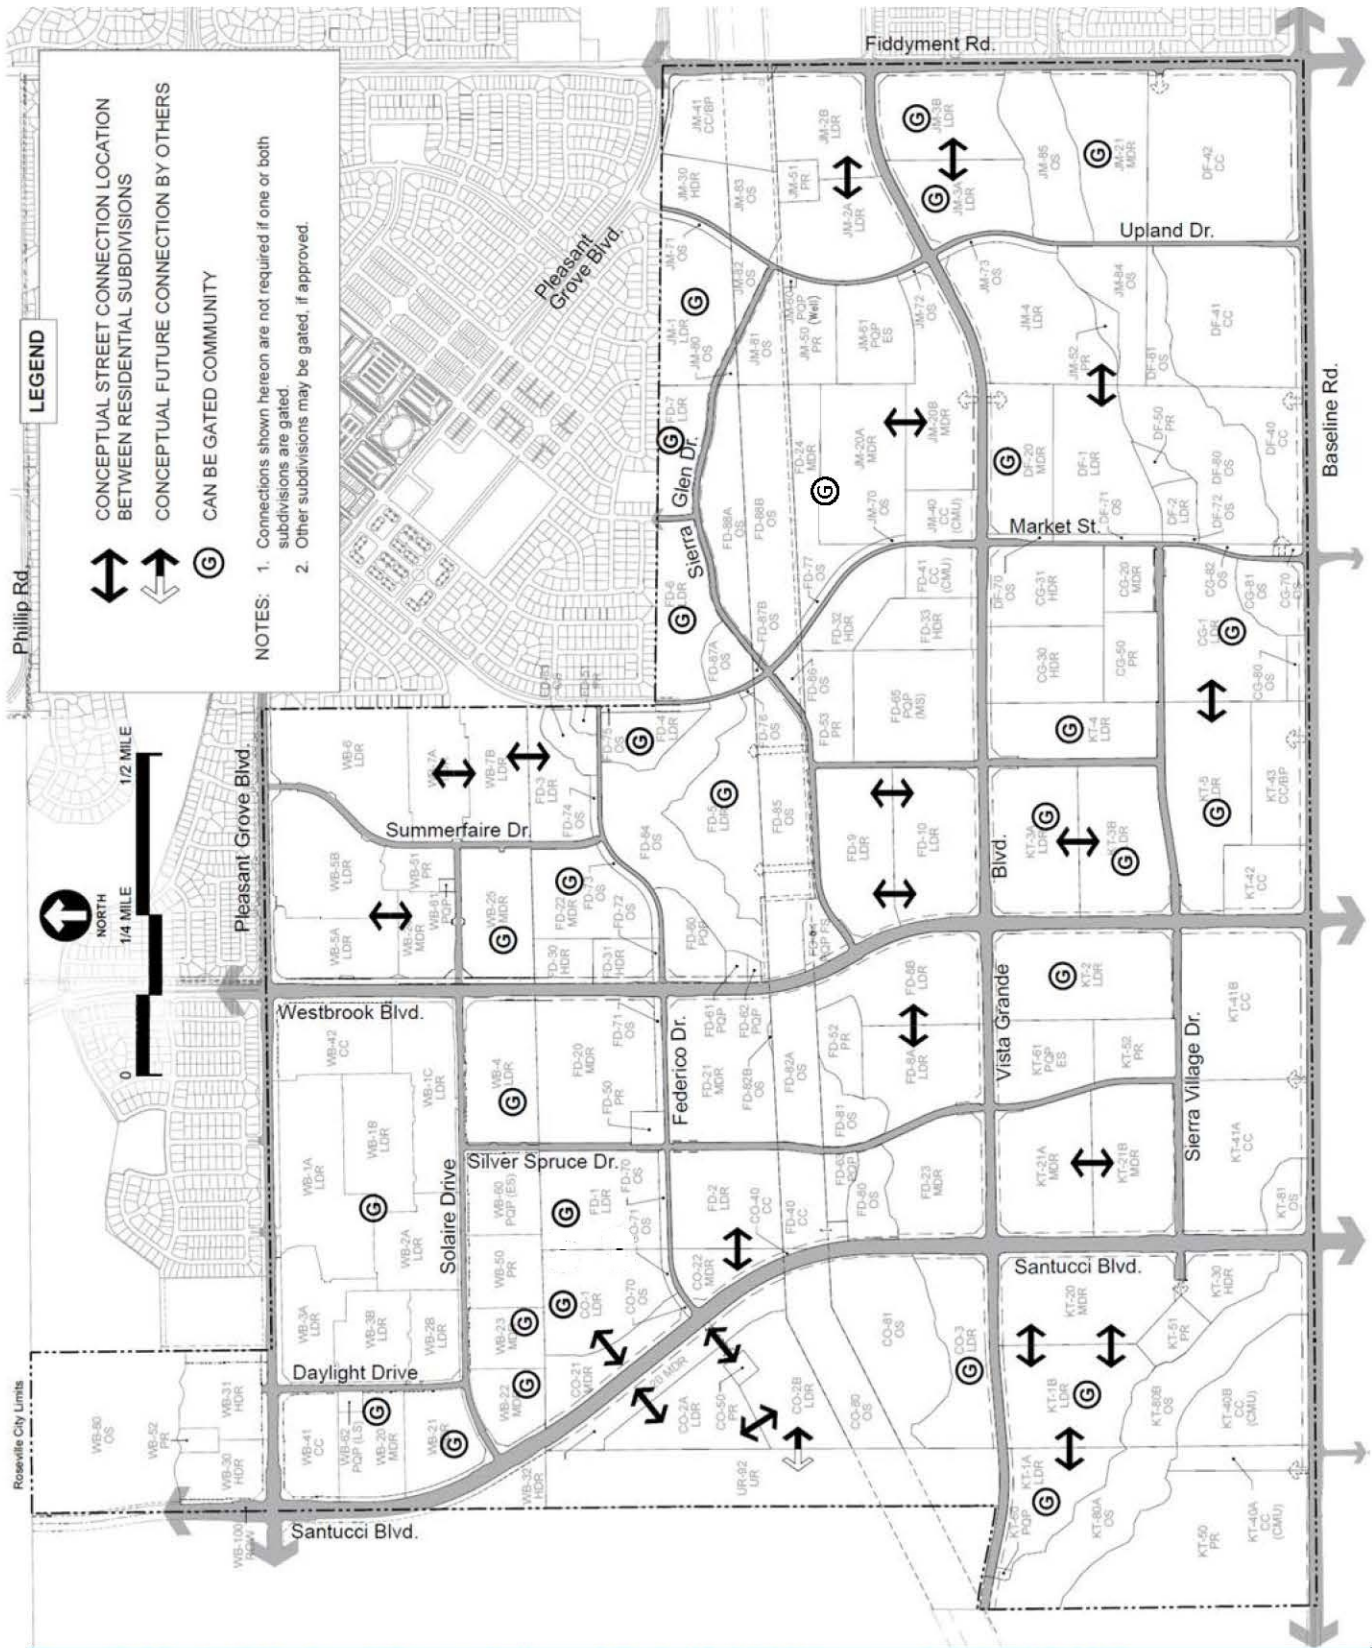 LEGEND
CONCEPTUAL STREET CONNECTION LOCATION
BETWEEN RESIDENTIAL SUBDIVISIONS
CONCEPTUAL FUTURE CONNECTION BY OTHERS
G
CAN BE GATED COMMUNITY
NOTES: 1. Connections shown hereon are not required if one or both
subdivisions are gated.
2. Other subdivisions may be gated, if approved.
Phillip Rd.
NORTH
0
1/4 MILE
1/2 MILE
Roseville City Limits
Fiddyment Rd.
Pleasant
Grove Blvd.
Pleasant Grove Blvd.
Baseline Rd.
Upland Dr.
Market St.
Sierra
Glen Dr.
Summerfaire Dr.
Westbrook Blvd.
Federico Dr.
Silver Spruce Dr.
Solaire Drive
Daylight Drive
Santucci Blvd.
Santucci Blvd.
Vista Grande
Blvd.
Sierra Village Dr.
JM-41
CC/BP
JM-30
HDR
JM-83
OS
JM-51
PR
JM-2B
LDR
JM-2A
LDR
JM-3B
LDR
JM-3A
LDR
JM-85
OS
JM-21
MDR
DF-42
CC
JM-71
OS
JM-82
OS
JM-1
LDR
JM-80
OS
JM-81
OS
JM-60
PQP
(Well)
JM-50
PR
JM-61
PQP
ES
JM-72
OS
JM-73
OS
JM-4
LDR
JM-84
OS
JM-52
PR
DF-81
OS
DF-41
CC
FD-7
LDR
FD-24
MDR
JM-20A
MDR
JM-20B
MDR
JM-70
OS
JM-40
CC
(CMU)
DF-20
MDR
DF-1
LDR
DF-50
PR
DF-71
OS
DF-2
LDR
DF-80
OS
DF-72
OS
DF-40
CC
FD-6
LDR
FD-88A
OS
FD-88B
OS
FD-87A
OS
FD-87B
OS
FD-77
OS
FD-32
HDR
FD-41
CC
(CMU)
FD-33
HDR
FD-86
OS
FD-53
PR
FD-65
PQP
(MS)
FD-76
OS
DF-70
OS
CG-31
HDR
CG-20
MDR
CG-30
HDR
CG-50
PR
CG-82
OS
CG-81
OS
CG-70
OS
CG-1
LDR
CG-80
OS
KT-4
LDR
KT-5
LDR
KT-43
CC/BP
KT-42
CC
KT-3A
LDR
KT-3B
LDR
FD-9
LDR
FD-10
LDR
WB-6
LDR
WB-7A
WB-7B
LDR
FD-3
LDR
FD-74
OS
FD-75
OS
FD-4
LDR
FD-5
LDR
FD-84
OS
FD-85
OS
WB-5B
LDR
WB-5A
LDR
WB-51
PR
WB-61
PQP
MDR
WB-25
MDR
FD-22
MDR
FD-73
OS
FD-72
OS
FD-30
HDR
FD-31
HDR
FD-60
PQP
FD-61
PQP
FD-62
PQP
PQP FS
FD-71
OS
WB-42
CC
WB-1C
LDR
WB-1B
LDR
WB-1A
LDR
WB-2A
LDR
WB-3A
LDR
WB-3B
LDR
WB-2B
LDR
WB-4
LDR
FD-20
MDR
FD-50
PR
FD-21
MDR
FD-82B
OS
FD-82A
OS
FD-52
PR
FD-8B
LDR
FD-8A
LDR
FD-81
OS
FD-63
PQP
FD-80
OS
FD-23
MDR
KT-2
LDR
KT-61
PQP
ES
KT-52
PR
KT-41B
CC
KT-41A
CC
KT-21A
MDR
KT-21B
MDR
KT-81
OS
WB-60
PQP (ES)
WB-50
PR
WB-23
WB-22
FD-1
LDR
FD-70
OS
CO-71
OS
FD-2
LDR
CO-40
CC
FD-40
CC
CO-22
MDR
CO-1
LDR
CO-70
OS
CO-21
MDR
20 MDR
CO-2A
LDR
CO-50
PR
CO-2B
LDR
CO-80
OS
CO-81
OS
CO-3
LDR
UR-92
UR
WB-80
OS
WB-52
PR
WB-31
HDR
WB-30
HDR
WB-41
CC
WB-62
PQP (LS)
WB-20
MDR
WB-21
WB-32
HDR
WB-100
ROW
KT-20
MDR
KT-30
HDR
KT-51
PR
KT-1B
LDR
KT-80B
OS
KT-40B
CC
(CMU)
KT-1A
LDR
KT-60
PQP
KT-80A
OS
KT-50
PR
KT-40A
CC
(CMU)